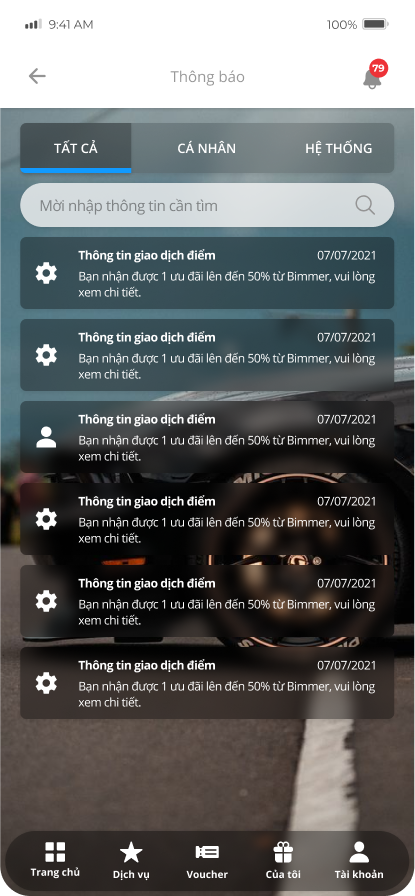 9:41 AM 100%
Thông báo 79
TẤT CẢ CÁ NHÂN HỆ THỐNG
Mời nhập thông tin cần tìm
Thông tin giao dịch điểm 07/07/2021
Bạn nhận được 1 ưu đãi lên đến 50% từ Bimmer, vui lòng
xem chi tiết.
Thông tin giao dịch điểm 07/07/2021
Bạn nhận được 1 ưu đãi lên đến 50% từ Bimmer, vui lòng
xem chi tiết.
Thông tin giao dịch điểm 07/07/2021
Bạn nhận được 1 ưu đãi lên đến 50% từ Bimmer, vui lòng
xem chi tiết.
Thông tin giao dịch điểm 07/07/2021
Bạn nhận được 1 ưu đãi lên đến 50% từ Bimmer, vui lòng
xem chi tiết.
Thông tin giao dịch điểm 07/07/2021
Bạn nhận được 1 ưu đãi lên đến 50% từ Bimmer, vui lòng
xem chi tiết.
Thông tin giao dịch điểm 07/07/2021
Bạn nhận được 1 ưu đãi lên đến 50% từ Bimmer, vui lòng
xem chi tiết.
Trang chủ Dịch vụ Voucher Của tôi Tài khoản